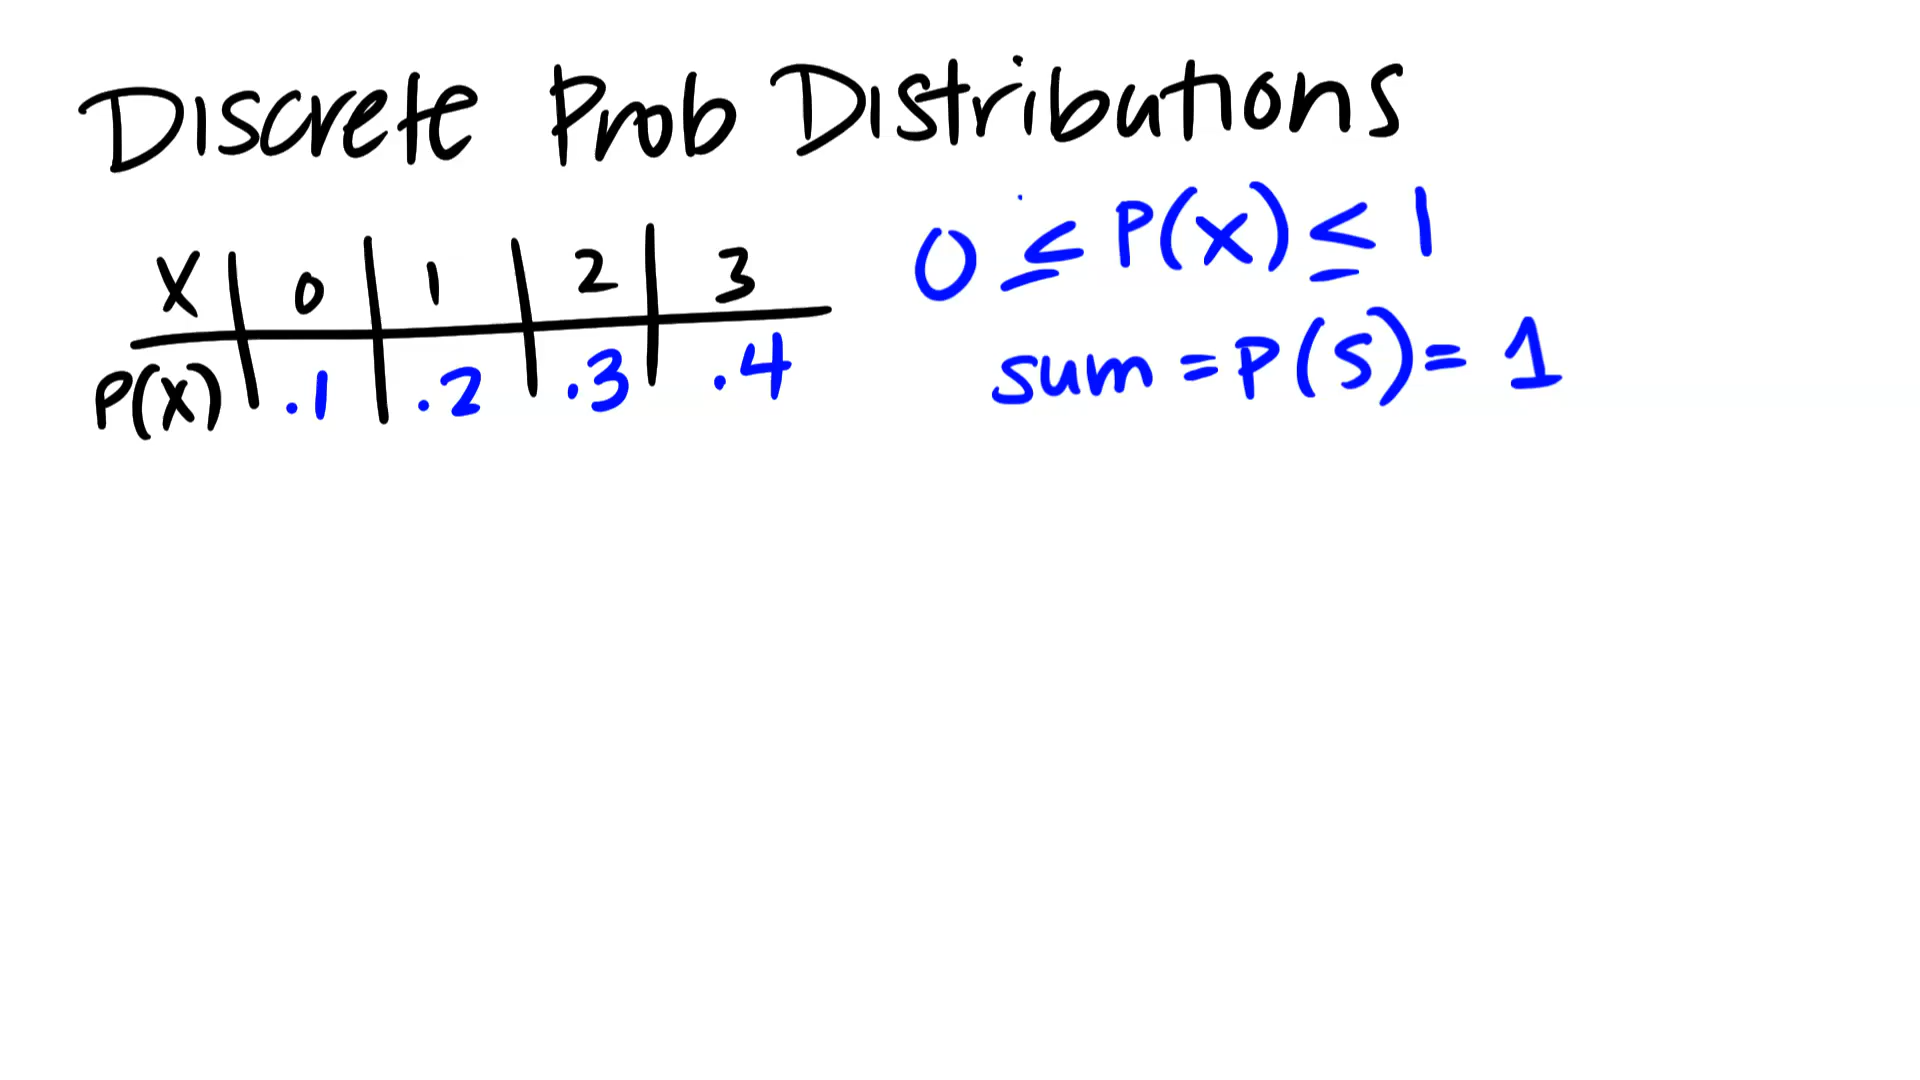 Discrete Prob Distributions
X 0 1 2 3
P(X) .1 .2 .3 .4
0 ≤ P(X) ≤ 1
sum = P(S) = 1